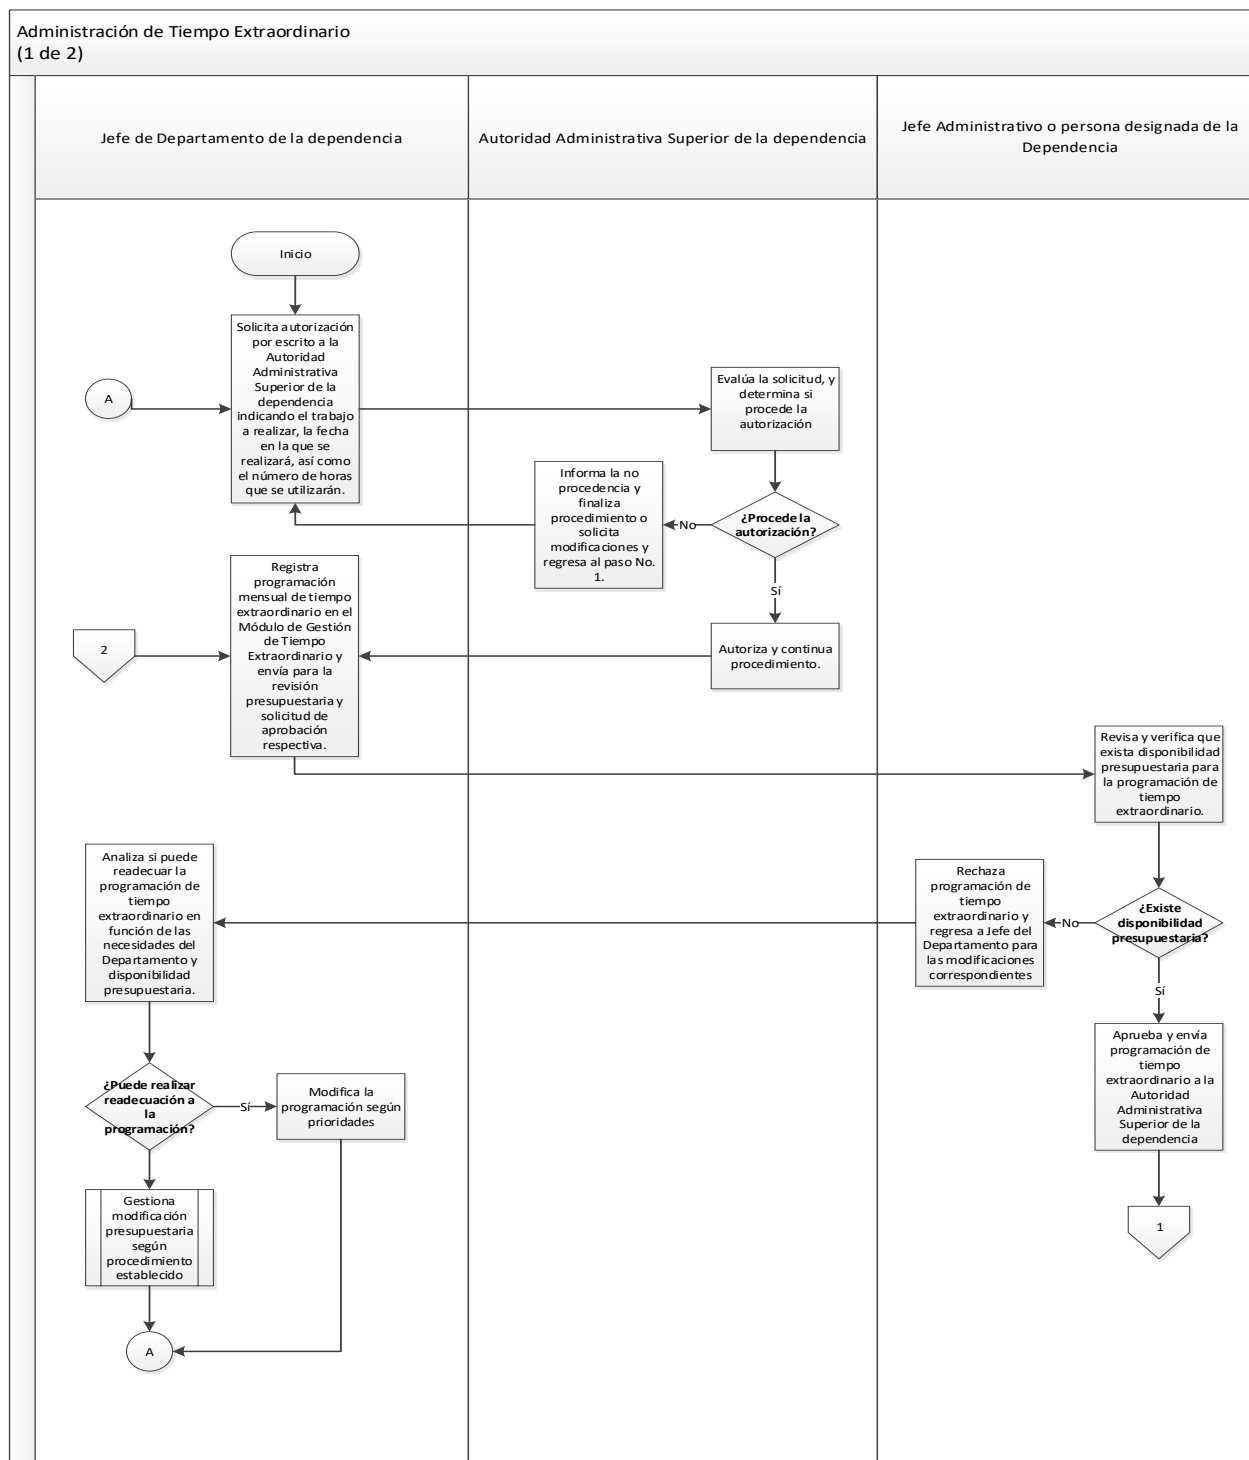 Administración de Tiempo Extraordinario
(1 de 2)
Jefe de Departamento de la dependencia
Autoridad Administrativa Superior de la dependencia
Jefe Administrativo o persona designada de la
Dependencia
Inicio
Solicita autorización
por escrito a la
Autoridad
Administrativa
Superior de la
dependencia
indicando el trabajo
a realizar, la fecha
en la que se
realizará, así como
el número de horas
que se utilizarán.
A
Evalúa la solicitud, y
determina si
procede la
autorización
Informa la no
procedencia y
finaliza
procedimiento o
solicita
modificaciones y
regresa al paso No.
1.
No
¿Procede la
autorización?
Sí
Autoriza y continua
procedimiento.
Registra
programación
mensual de tiempo
extraordinario en el
Módulo de Gestión
de Tiempo
Extraordinario y
envía para la
revisión
presupuestaria y
solicitud de
aprobación
respectiva.
2
Revisa y verifica que
exista disponibilidad
presupuestaria para
la programación de
tiempo
extraordinario.
¿Existe
disponibilidad
presupuestaria?
No
Rechaza
programación de
tiempo
extraordinario y
regresa a Jefe del
Departamento para
las modificaciones
correspondientes
Sí
Aprueba y envía
programación de
tiempo
extraordinario a la
Autoridad
Administrativa
Superior de la
dependencia
1
Analiza si puede
readecuar la
programación de
tiempo
extraordinario en
función de las
necesidades del
Departamento y
disponibilidad
presupuestaria.
¿Puede realizar
readecuación a
la
programación?
Sí
Modifica la
programación según
prioridades
Gestiona
modificación
presupuestaria
según
procedimiento
establecido
A